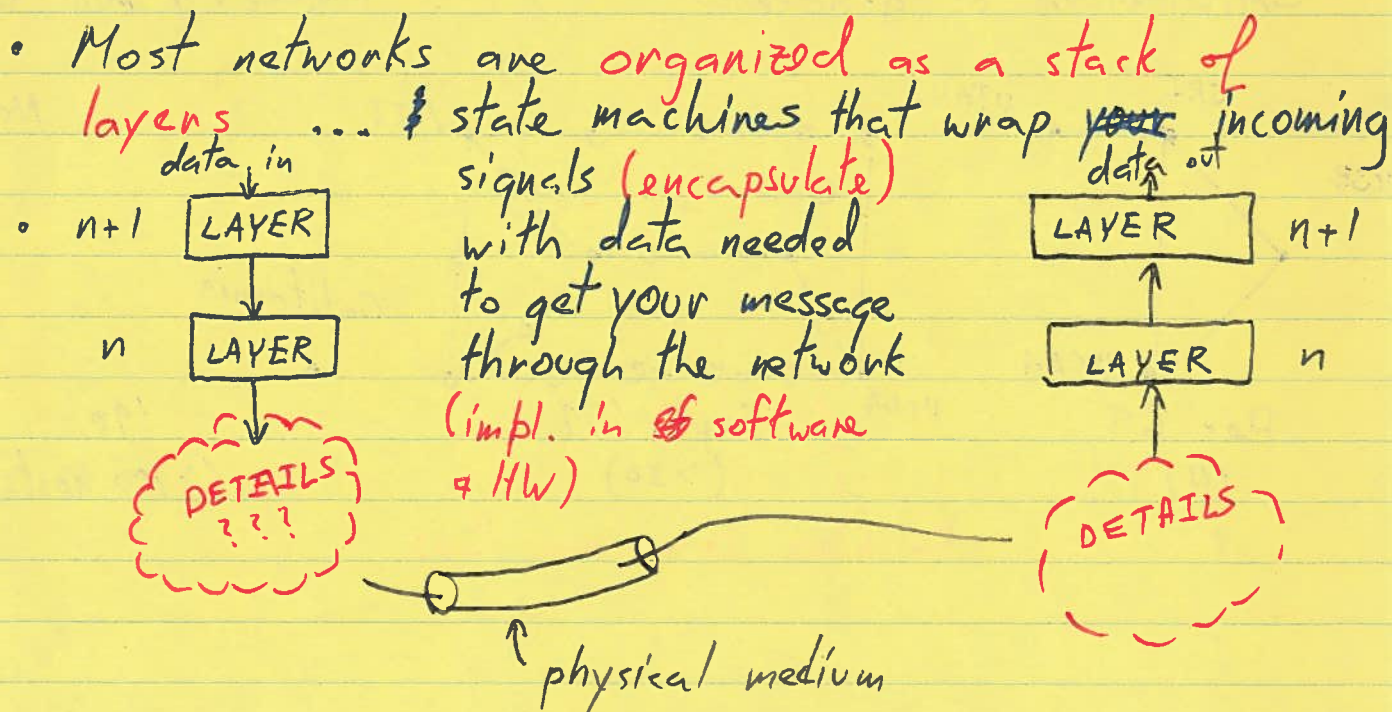 • Most networks are organized as a stack of
layers ... state machines that wrap incoming
data in
signals (encapsulate)
data out
• n+1 LAYER
with data needed
LAYER n+1
to get your message
n LAYER
through the network
LAYER n
(impl. in software
& HW)
DETAILS
? ? ?
DETAILS
physical medium